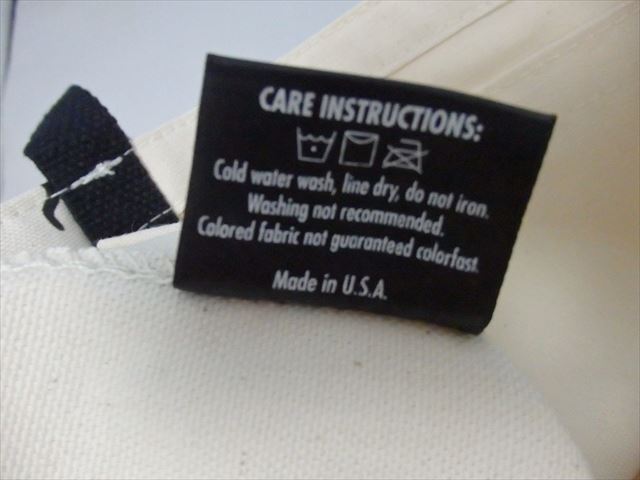 CARE INSTRUCTIONS:
Cold water wash, line dry, do not iron.
Washing not recommended.
Colored fabric not guaranteed colorfast.
Made in U.S.A.